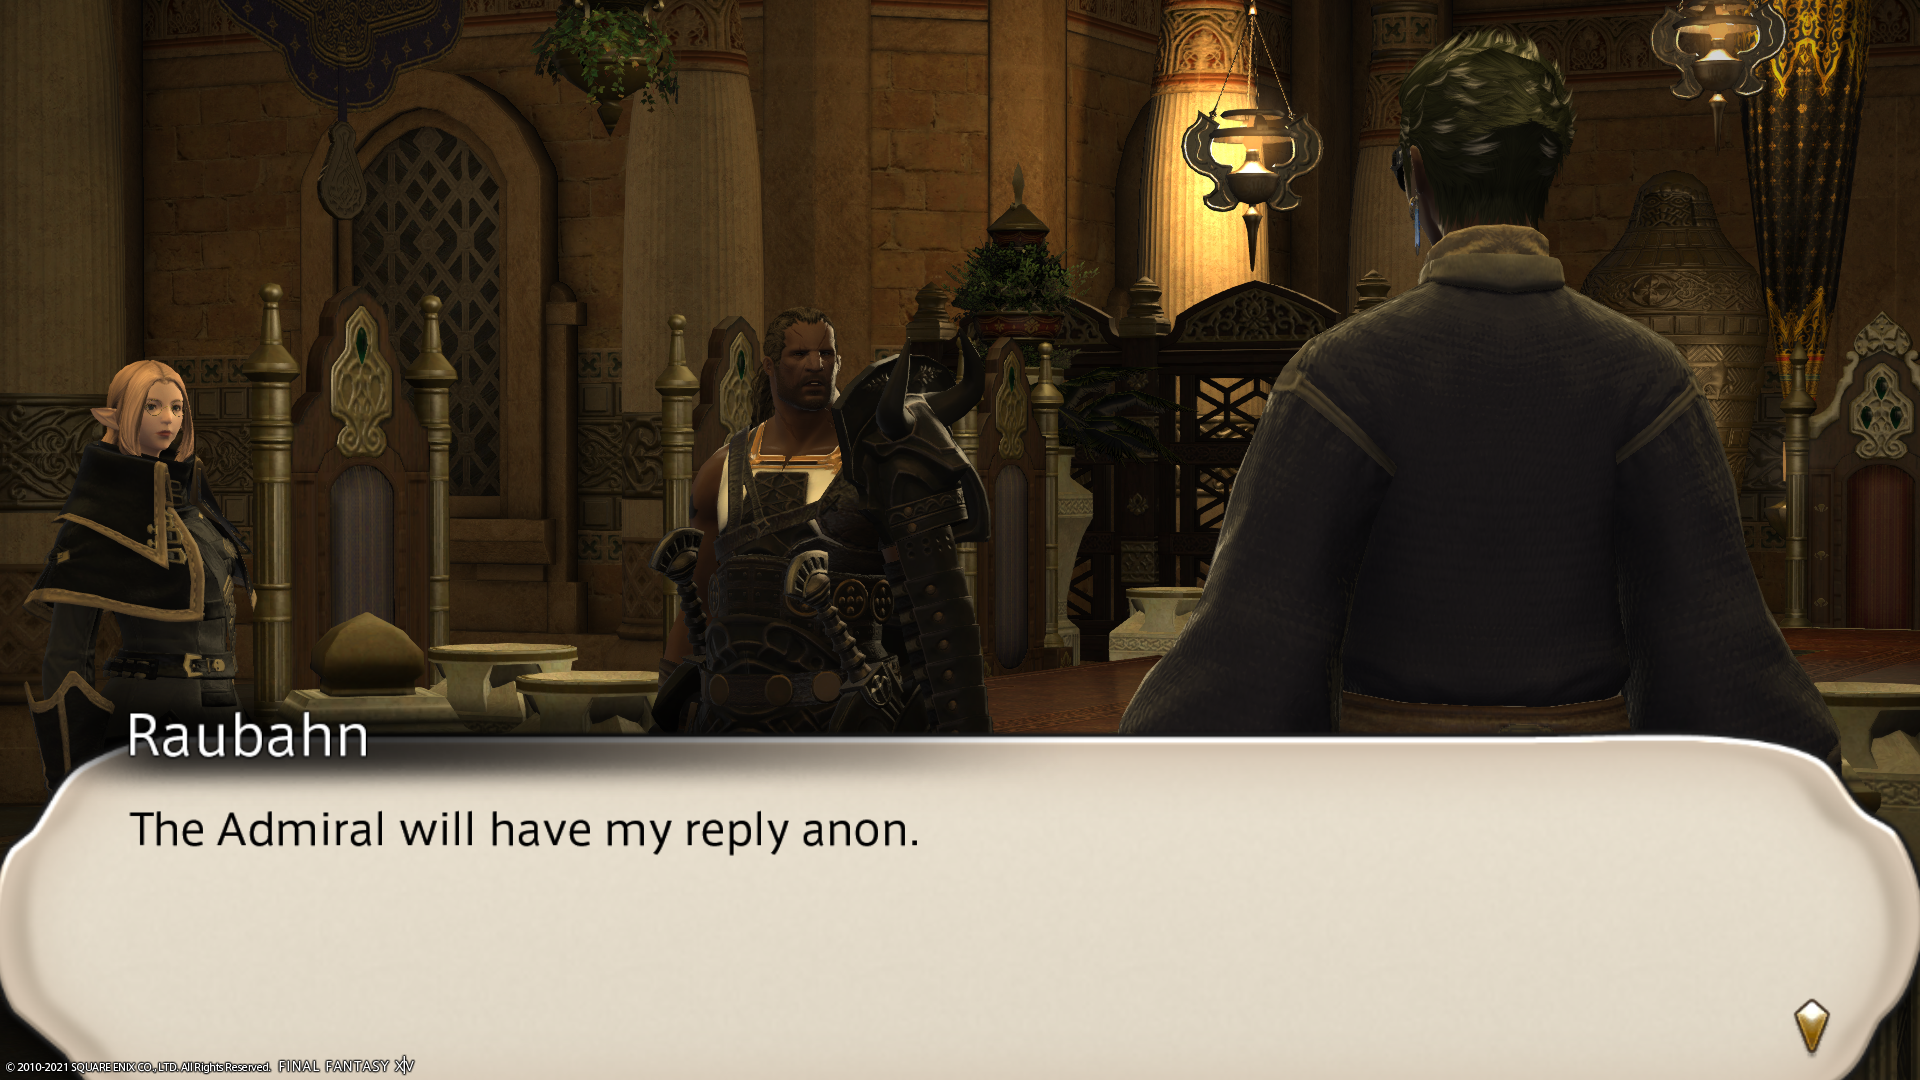 Raubahn
The Admiral will have my reply anon.
© 2010-2021 SQUARE ENIX CO., LTD. All Rights Reserved. FINAL FANTASY XIV